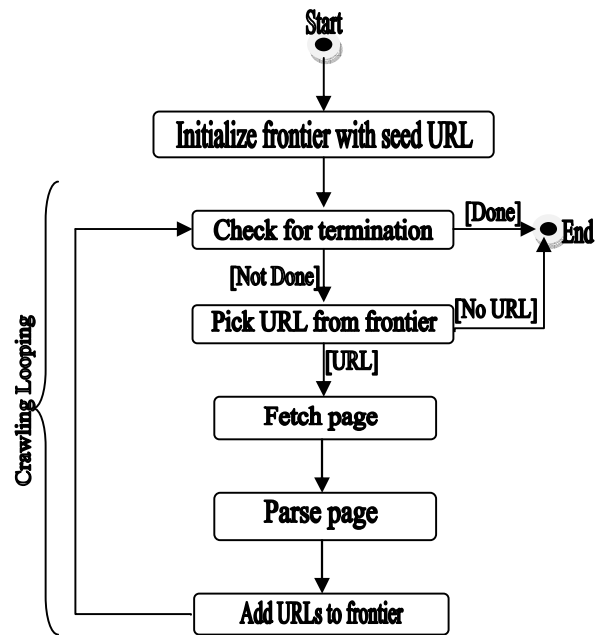 Start
Initialize frontier with seed URL
Check for termination
[Done]
End
[Not Done]
Pick URL from frontier
[No URL]
[URL]
Fetch page
Parse page
Add URLs to frontier
Crawling Looping